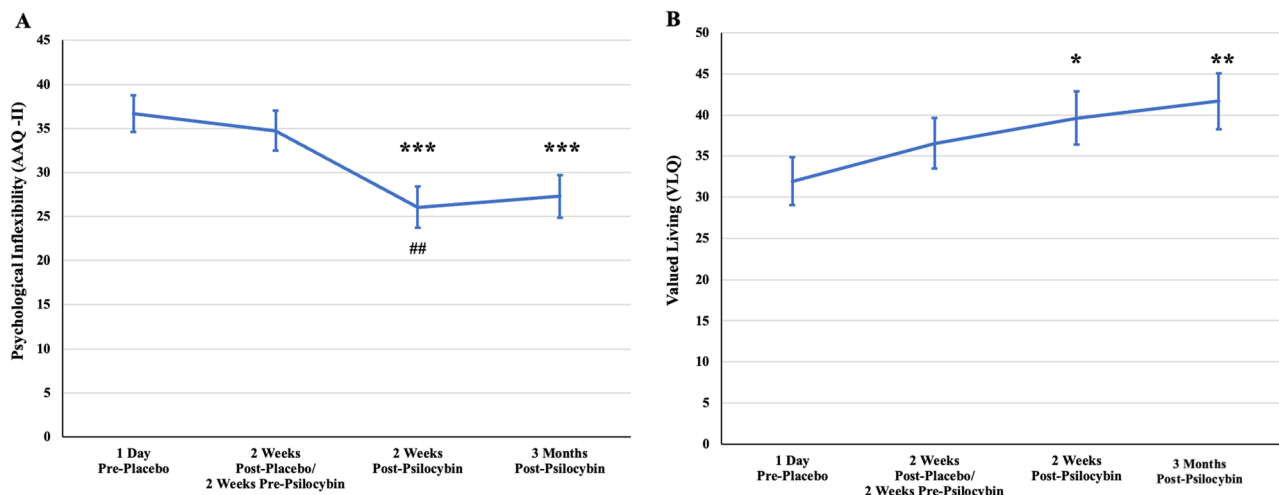 A
Psychological Inflexibility (AAQ -II)
45
40
35
30
25
20
15
10
5
0
***
***
##
1 Day
Pre-Placebo
2 Weeks
Post-Placebo/
2 Weeks Pre-Psilocybin
2 Weeks
Post-Psilocybin
3 Months
Post-Psilocybin
B
Valued Living (VLQ)
50
45
40
35
30
25
20
15
10
5
0
*
**
1 Day
Pre-Placebo
2 Weeks
Post-Placebo/
2 Weeks Pre-Psilocybin
2 Weeks
Post-Psilocybin
3 Months
Post-Psilocybin